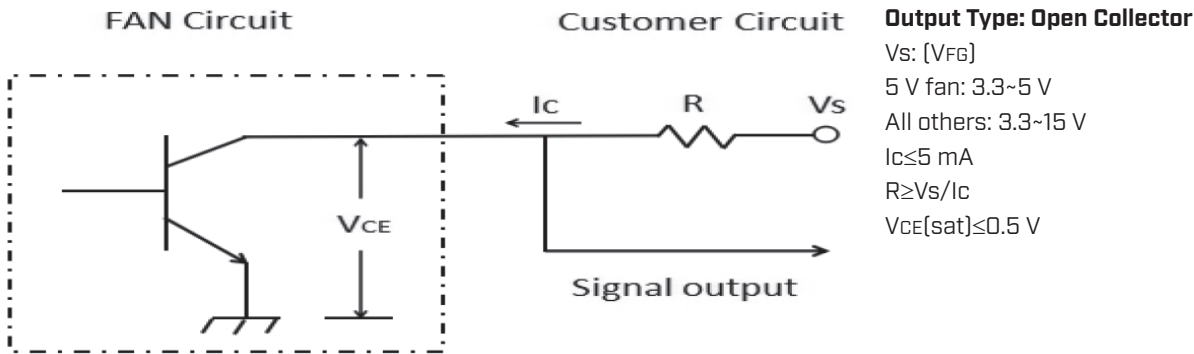 FAN Circuit
Customer Circuit
Ic
R
Vs
VCE
Signal output
Output Type: Open Collector
Vs: (VFG)
5 V fan: 3.3~5 V
All others: 3.3~15 V
Ic≤5 mA
R≥Vs/Ic
VCE(sat)≤0.5 V